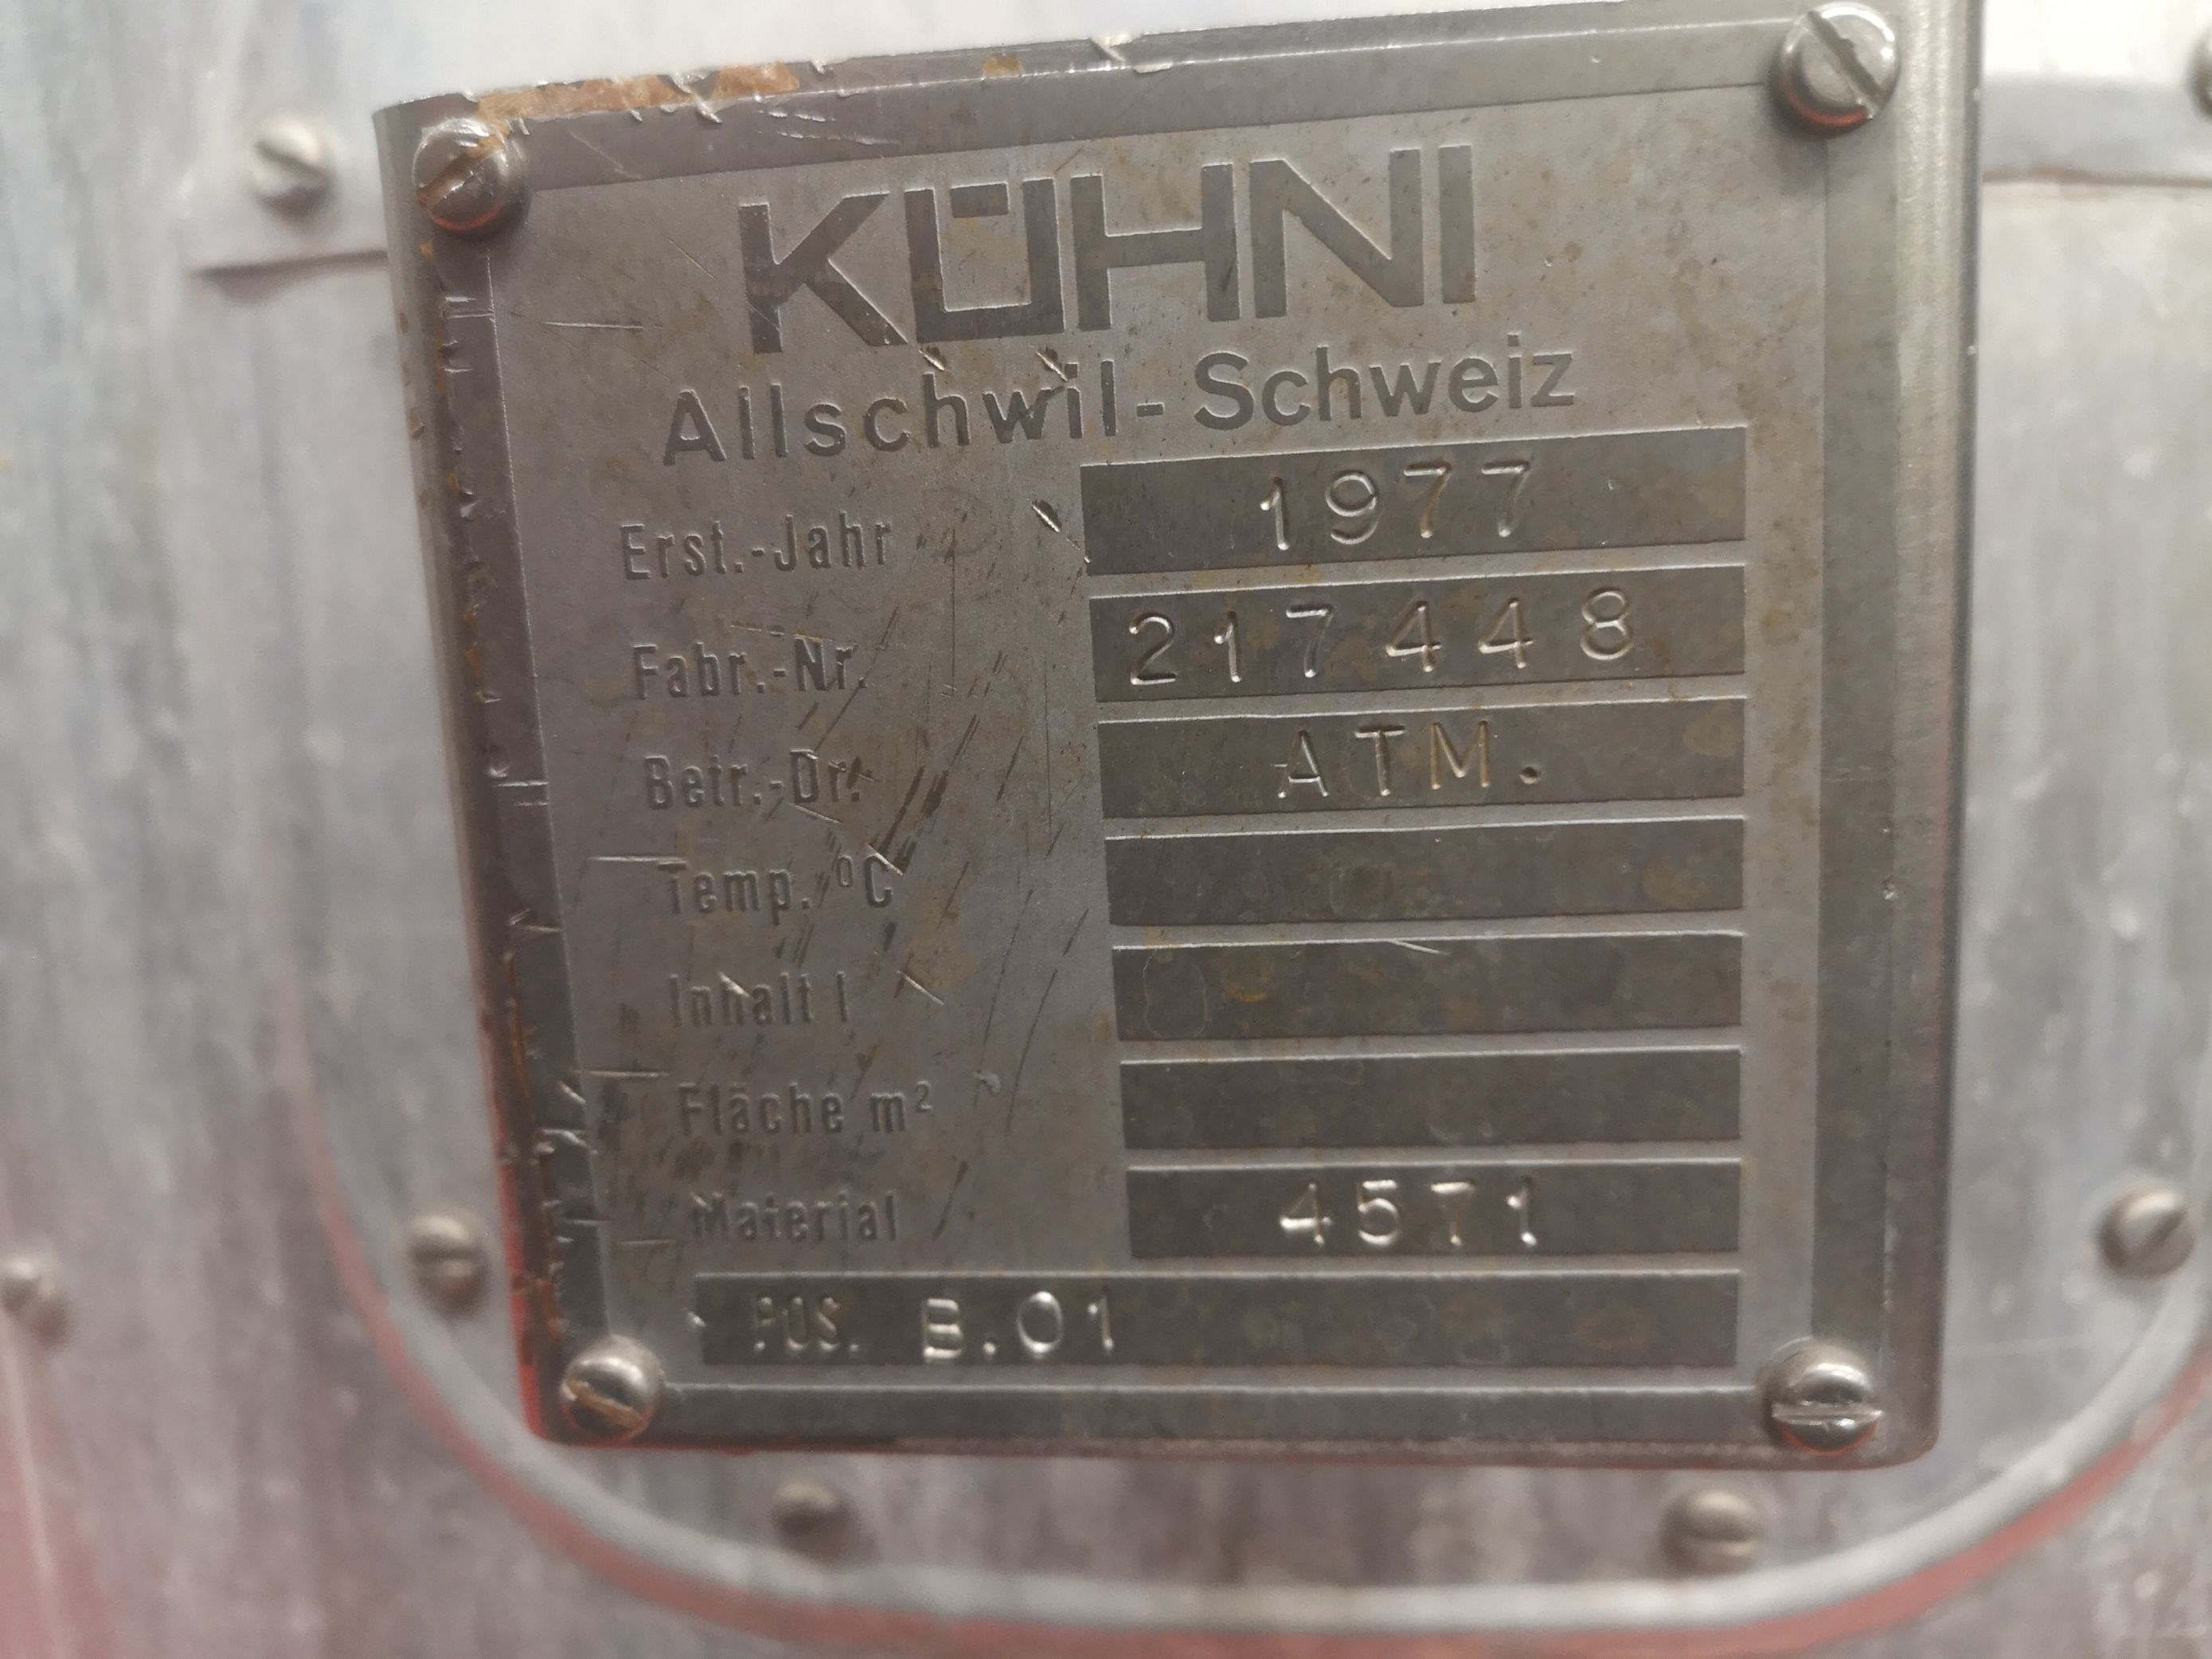 KÜHNI
Allschwil-Schweiz
Erst.-Jahr 1977
Fabr.-Nr. 217448
Betr.-Dr. ATM.
Temp. °C
Inhalt l
Fläche m²
Material 4571
POS. B.01